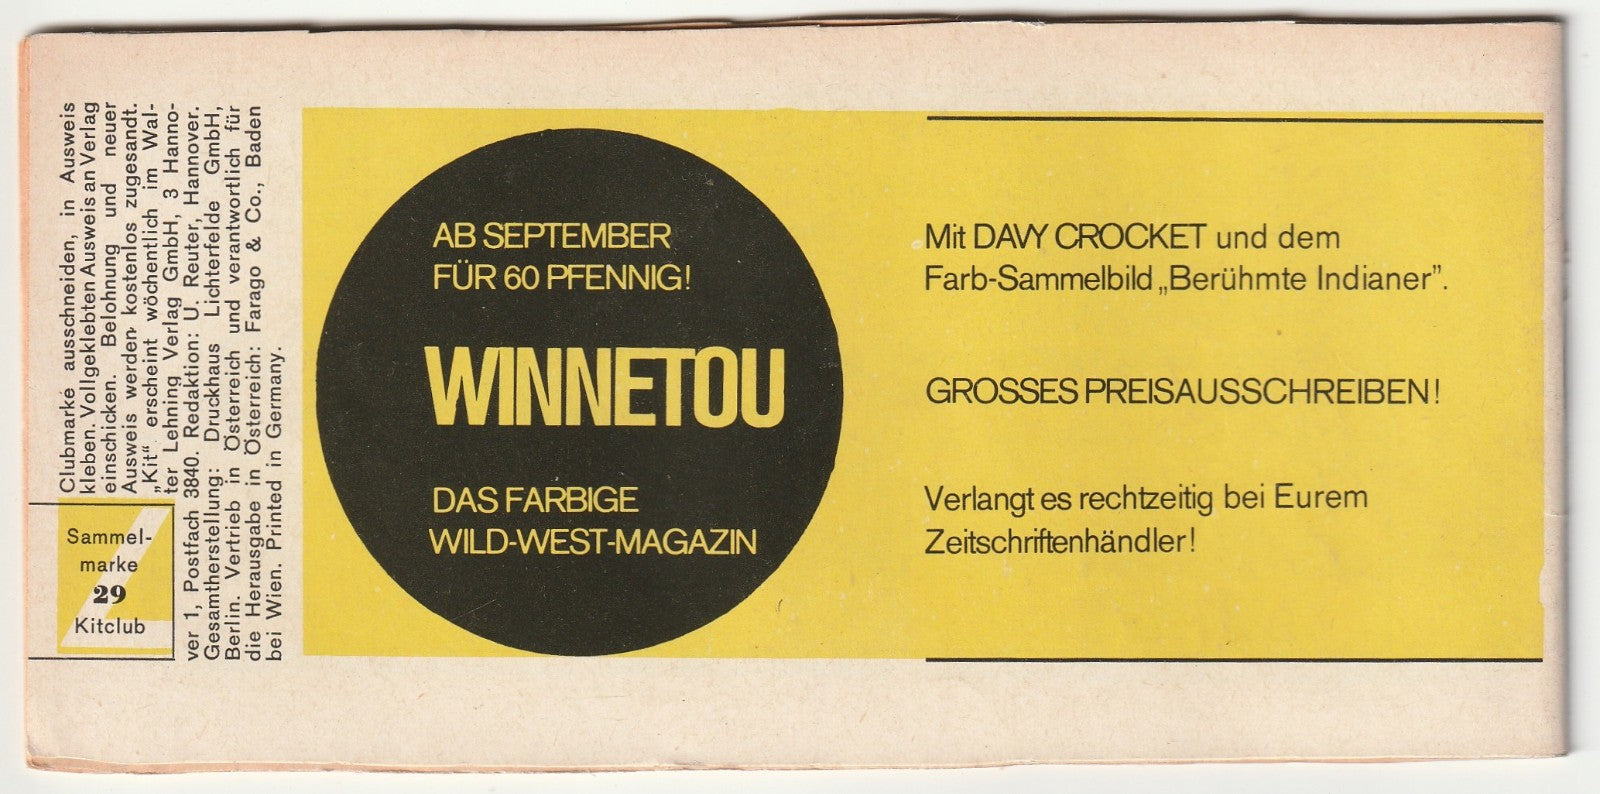 Clubmarke ausschneiden, in Ausweis
kleben. Vollgeklebten Ausweis an Verlag
einschicken. Belohnung und neuer
Ausweis werden kostenlos zugesandt.
„Kit“ erscheint wöchentlich im Wal-
ter Lehning Verlag GmbH, 3 Hanno-
ver 1, Postfach 3840. Redaktion: U. Reuter, Hannover.
Gesamtherstellung: Druckhaus Lichterfelde GmbH,
Berlin. Vertrieb in Österreich und verantwortlich für
die Herausgabe in Österreich: Farago & Co., Baden
bei Wien. Printed in Germany.
Sammel-
marke
29
Kitclub
AB SEPTEMBER
FÜR 60 PFENNIG!
WINNETOU
DAS FARBIGE
WILD-WEST-MAGAZIN
Mit DAVY CROCKET und dem
Farb-Sammelbild „Berühmte Indianer”.
GROSSES PREISAUSSCHREIBEN!
Verlangt es rechtzeitig bei Eurem
Zeitschriftenhändler!